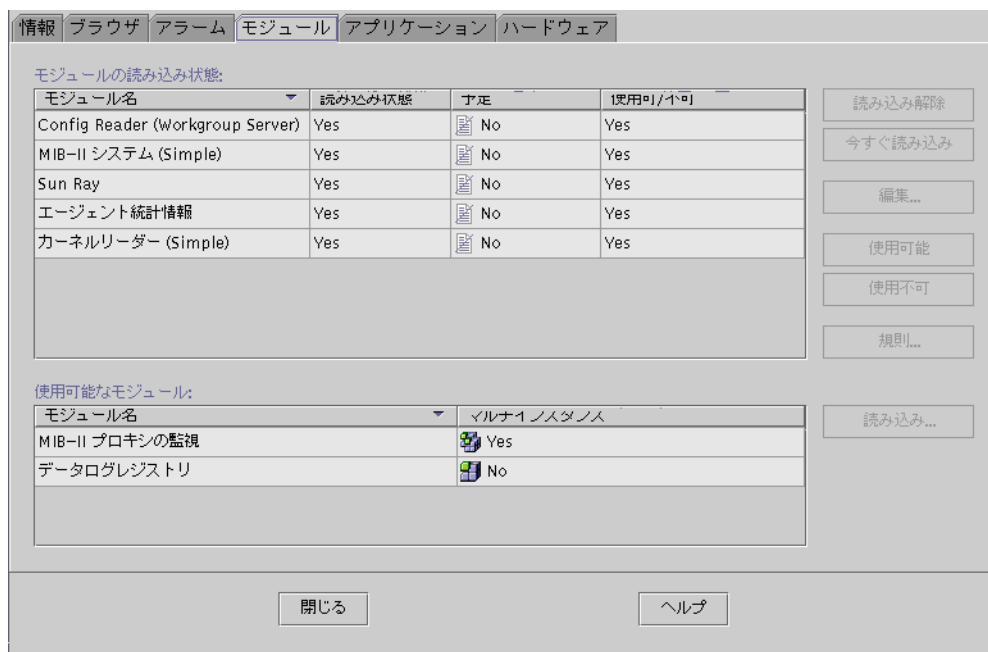 情報 ブラウザ アラーム モジュール アプリケーション ハードウェア
モジュールの読み込み状態:
モジュール名 読み込み状態 予定 使用可/不可
Config Reader (Workgroup Server) Yes No Yes
MIB-II システム (Simple) Yes No Yes
Sun Ray Yes No Yes
エージェント統計情報 Yes No Yes
カーネルリーダー (Simple) Yes No Yes
読み込み解除
今すぐ読み込み
編集...
使用可能
使用不可
規則...
使用可能なモジュール:
モジュール名 マルチインスタンス
MIB-II プロキシの監視 Yes
データログレジストリ No
読み込み...
閉じる ヘルプ